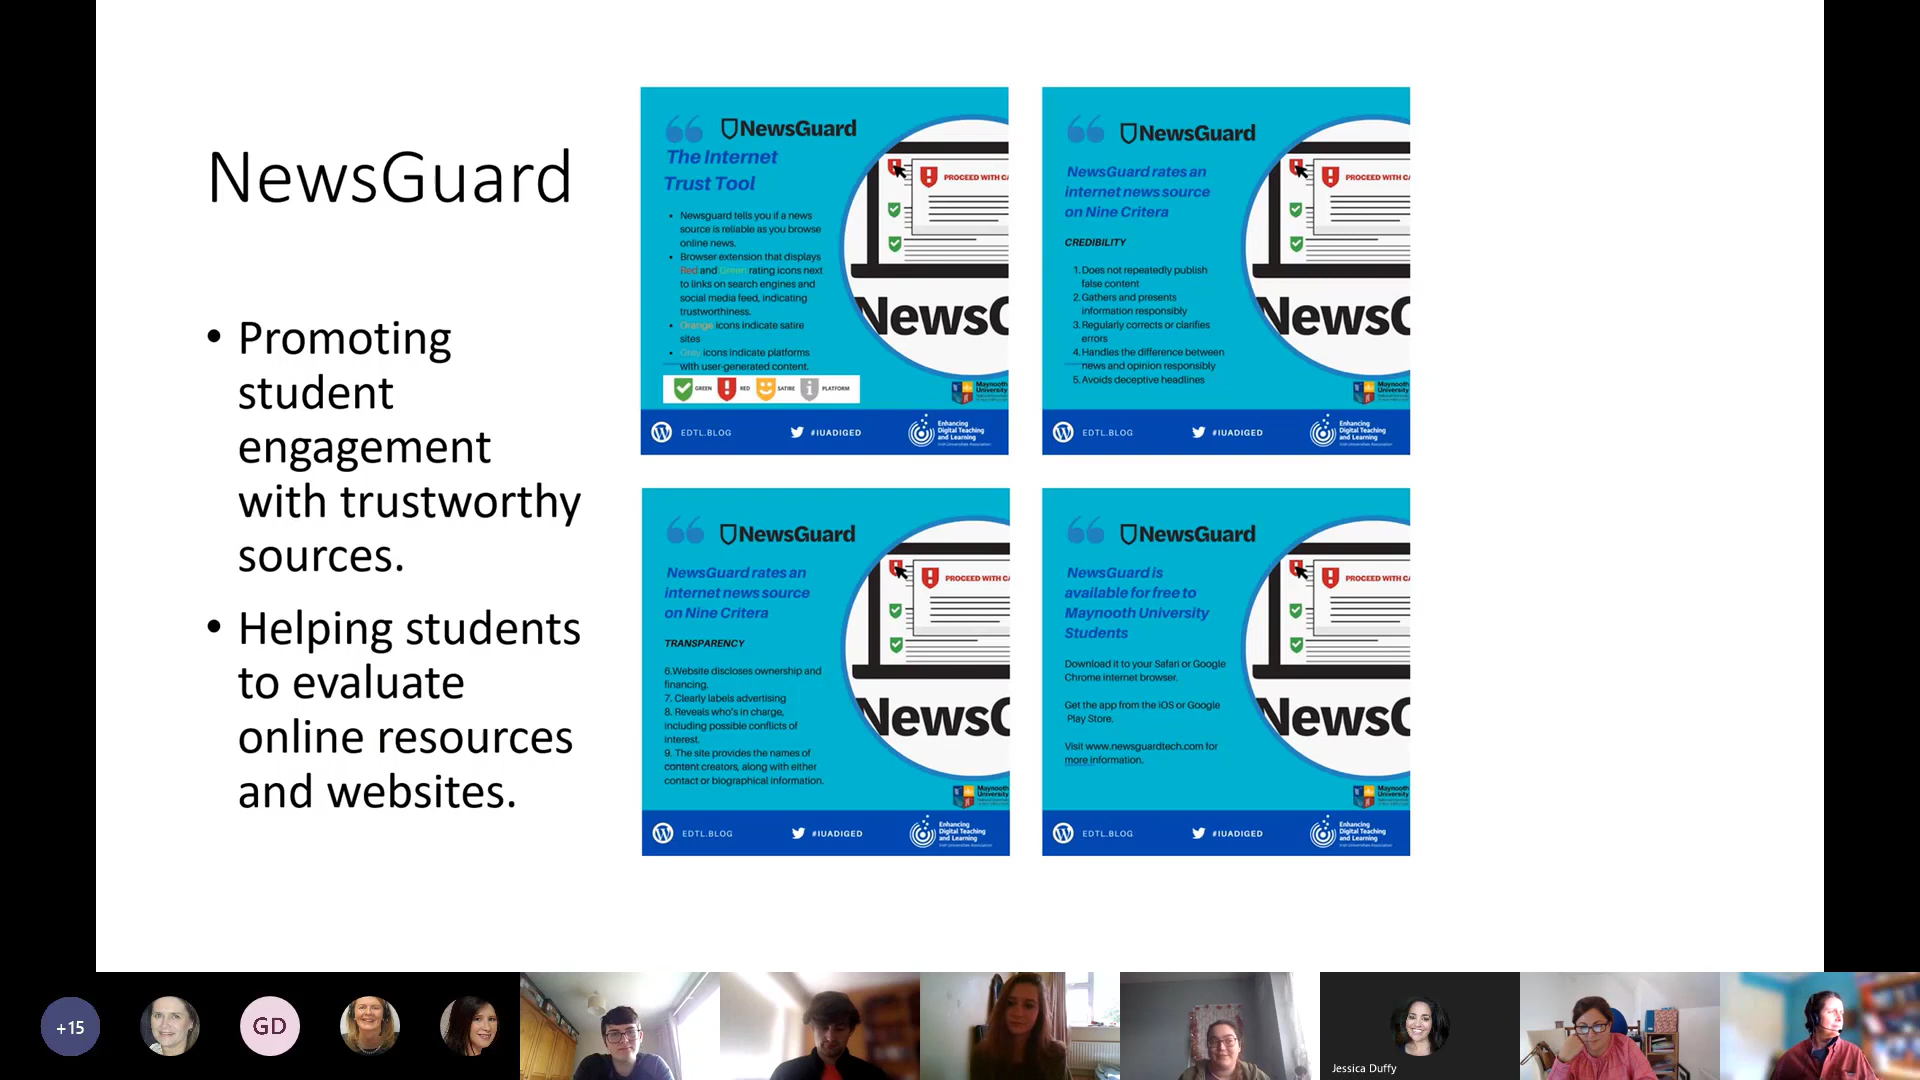 NewsGuard
• Promoting
student
engagement
with trustworthy
sources.
• Helping students
to evaluate
online resources
and websites.
NewsGuard
The Internet
Trust Tool
• Newsguard tells you if a news
source is reliable as you browse
online news.
• Browser extension that displays
Red and Green rating icons next
to links on search engines and
social media feed, indicating
trustworthiness.
• Orange icons indicate satire
sites
• Grey icons indicate platforms
with user-generated content.
GREEN RED SATIRE PLATFORM
PROCEED WITH CA
NewsG
Maynooth
University
EDTL.BLOG
#IUADIGED
Enhancing
Digital Teaching
and Learning
Irish Universities Association
NewsGuard
NewsGuard rates an
internet news source
on Nine Critera
CREDIBILITY
1. Does not repeatedly publish
false content
2. Gathers and presents
information responsibly
3. Regularly corrects or clarifies
errors
4. Handles the difference between
news and opinion responsibly
5. Avoids deceptive headlines
PROCEED WITH CA
NewsG
Maynooth
University
EDTL.BLOG
#IUADIGED
Enhancing
Digital Teaching
and Learning
Irish Universities Association
NewsGuard
NewsGuard rates an
internet news source
on Nine Critera
TRANSPARENCY
6.Website discloses ownership and
financing.
7. Clearly labels advertising
8. Reveals who's in charge,
including possible conflicts of
interest.
9. The site provides the names of
content creators, along with either
contact or biographical information.
PROCEED WITH CA
NewsG
Maynooth
University
EDTL.BLOG
#IUADIGED
Enhancing
Digital Teaching
and Learning
Irish Universities Association
NewsGuard
NewsGuard is
available for free to
Maynooth University
Students
Download it to your Safari or Google
Chrome internet browser.
Get the app from the iOS or Google
Play Store.
Visit www.newsguardtech.com for
more information.
PROCEED WITH CA
NewsG
Maynooth
University
EDTL.BLOG
#IUADIGED
Enhancing
Digital Teaching
and Learning
Irish Universities Association
+15
GD
Jessica Duffy